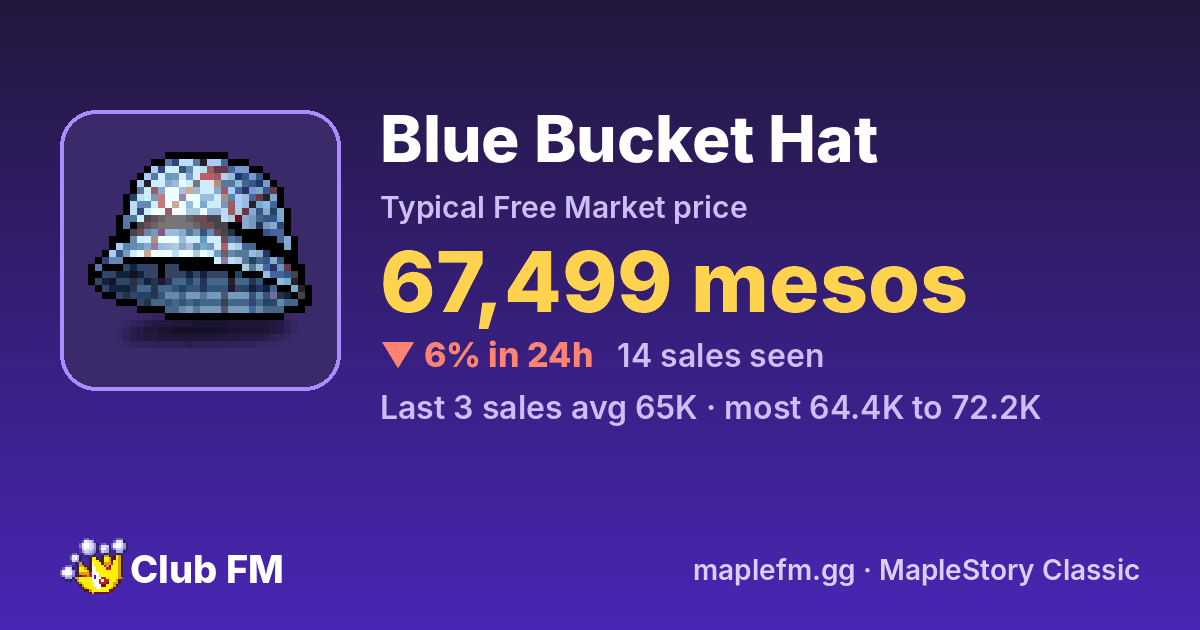 Blue Bucket Hat
Typical Free Market price
67,499 mesos
▼ 6% in 24h 14 sales seen
Last 3 sales avg 65K · most 64.4K to 72.2K
Club FM
maplefm.gg · MapleStory Classic